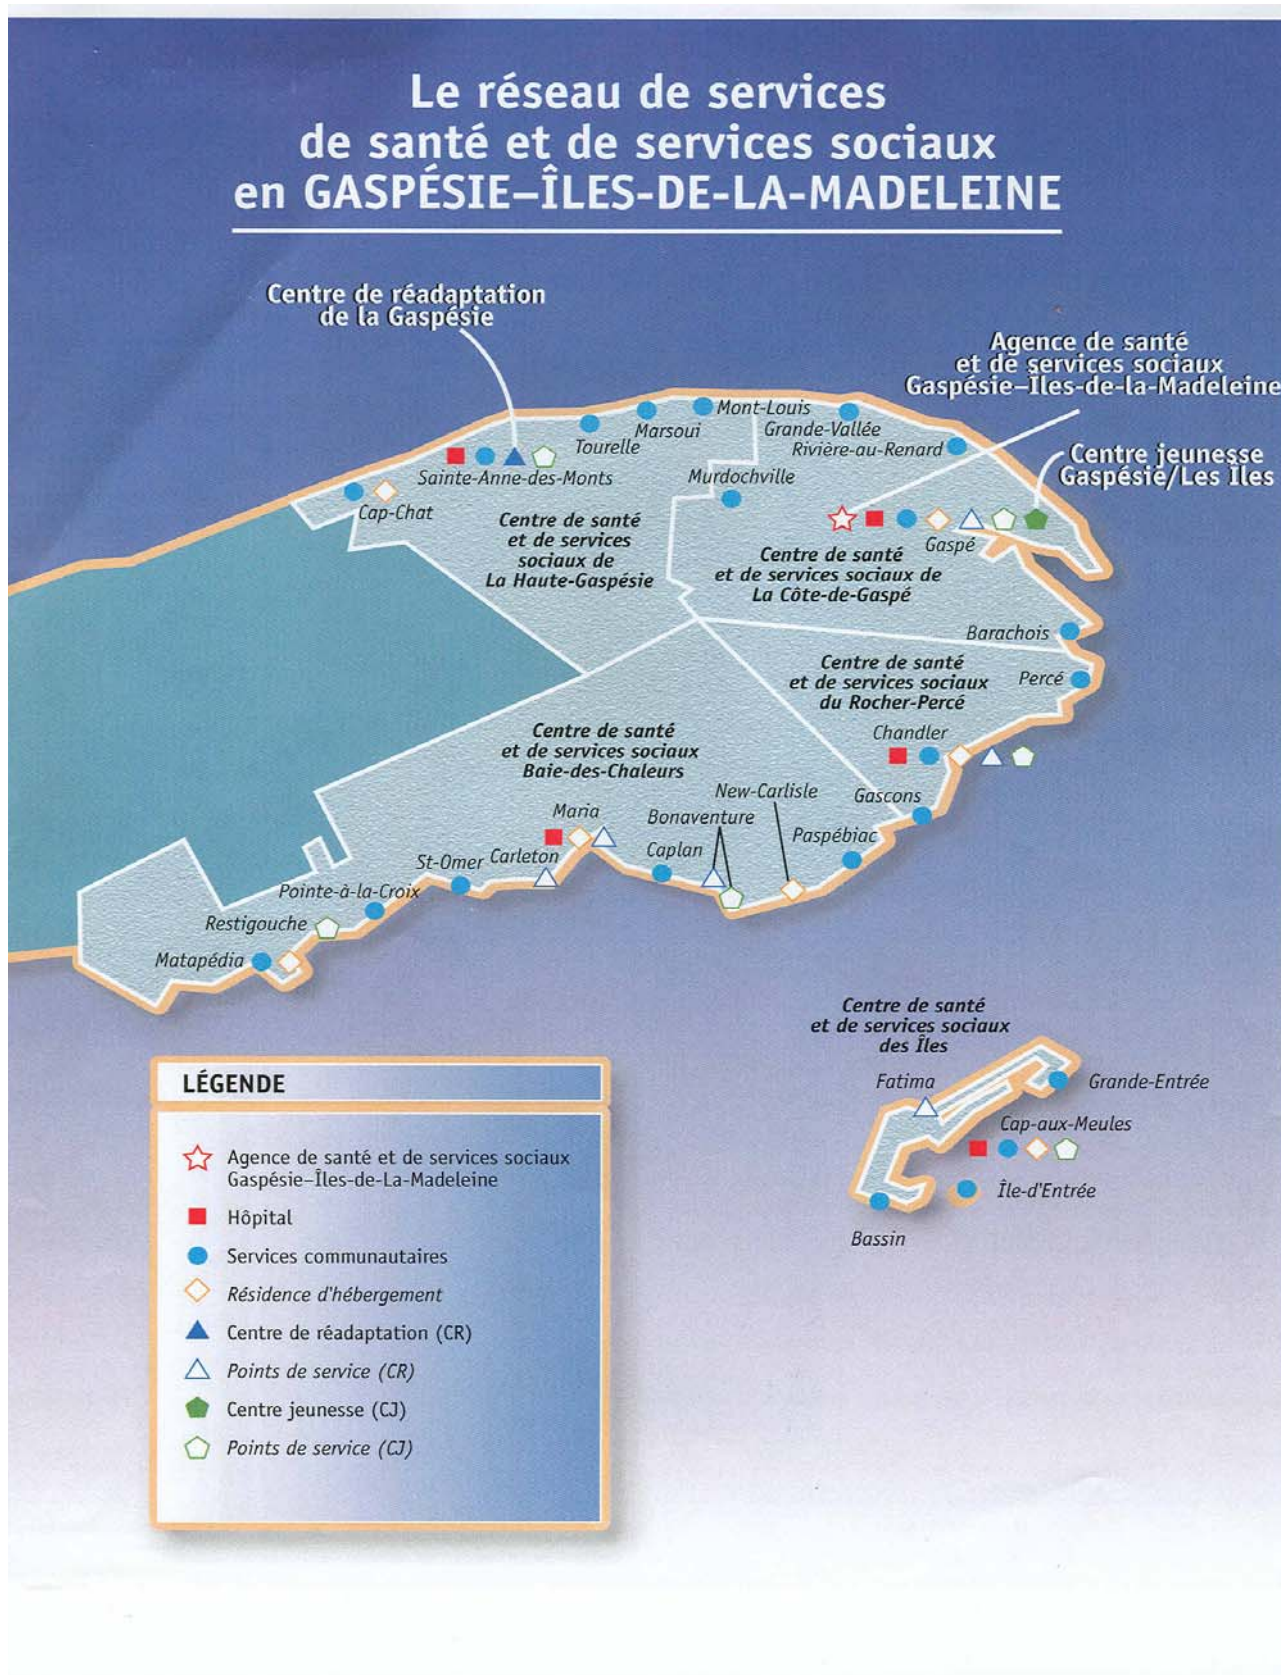 Le réseau de services
de santé et de services sociaux
en GASPÉSIE–ÎLES-DE-LA-MADELEINE
Centre de réadaptation
de la Gaspésie
Agence de santé
et de services sociaux
Gaspésie–Îles-de-la-Madeleine
Centre jeunesse
Gaspésie/Les Îles
Mont-Louis
Marsoui
Tourelle
Grande-Vallée
Rivière-au-Renard
Sainte-Anne-des-Monts
Murdochville
Cap-Chat
Centre de santé
et de services
sociaux de
La Haute-Gaspésie
Gaspé
Centre de santé
et de services sociaux de
La Côte-de-Gaspé
Barachois
Centre de santé
et de services sociaux
du Rocher-Percé
Percé
Chandler
Centre de santé
et de services sociaux
Baie-des-Chaleurs
New-Carlisle
Gascons
Maria
Bonaventure
Paspébiac
Caplan
Carleton
St-Omer
Pointe-à-la-Croix
Restigouche
Matapédia
Centre de santé
et de services sociaux
des Îles
Fatima
Grande-Entrée
Cap-aux-Meules
Île-d'Entrée
Bassin
LÉGENDE
Agence de santé et de services sociaux
Gaspésie–Îles-de-La-Madeleine
Hôpital
Services communautaires
Résidence d'hébergement
Centre de réadaptation (CR)
Points de service (CR)
Centre jeunesse (CJ)
Points de service (CJ)